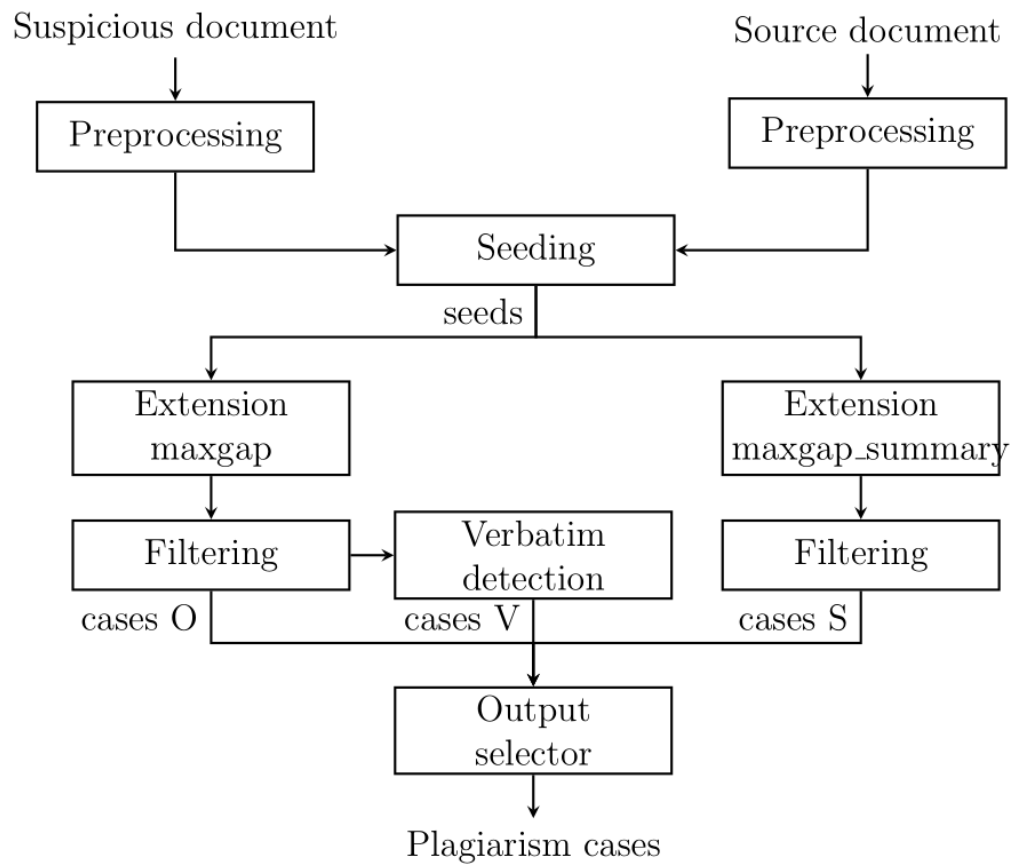 Suspicious document
Source document
Preprocessing
Preprocessing
Seeding
seeds
Extension
maxgap
Extension
maxgap_summary
Filtering
Verbatim
detection
Filtering
cases O
cases V
cases S
Output
selector
Plagiarism cases